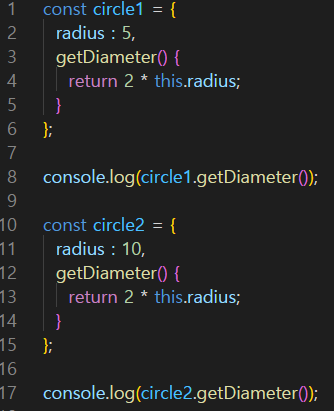 1 const circle1 = {
2 radius : 5,
3 getDiameter() {
4 return 2 * this.radius;
5 }
6 };
7
8 console.log(circle1.getDiameter());
9
10 const circle2 = {
11 radius : 10,
12 getDiameter() {
13 return 2 * this.radius;
14 }
15 };
16
17 console.log(circle2.getDiameter());